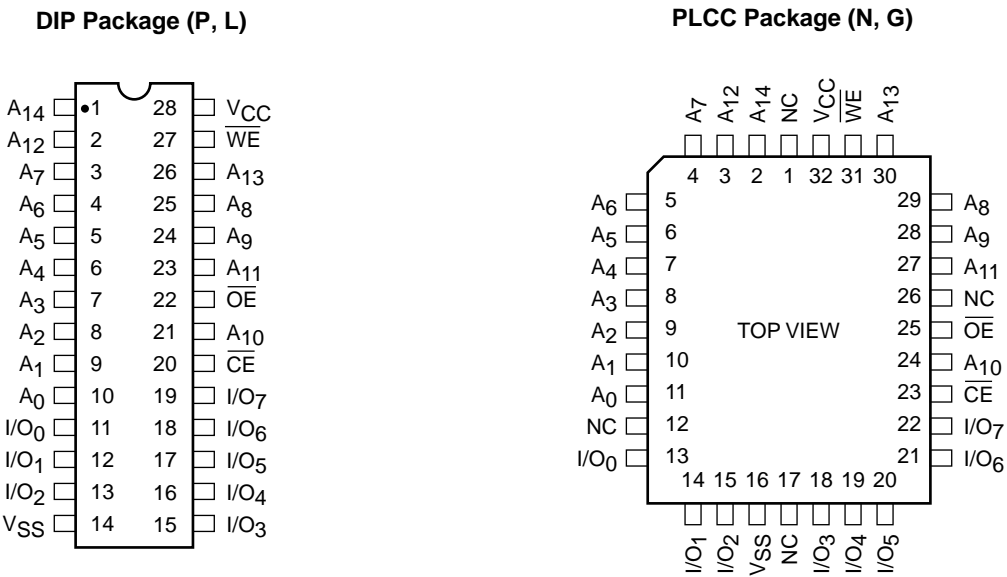 DIP Package (P, L)
A14 1 28 VCC
A12 2 27 WE
A7 3 26 A13
A6 4 25 A8
A5 5 24 A9
A4 6 23 A11
A3 7 22 OE
A2 8 21 A10
A1 9 20 CE
A0 10 19 I/O7
I/O0 11 18 I/O6
I/O1 12 17 I/O5
I/O2 13 16 I/O4
VSS 14 15 I/O3
PLCC Package (N, G)
A7 A12 A14 NC VCC WE A13
4 3 2 1 32 31 30
A6 5 29 A8
A5 6 28 A9
A4 7 27 A11
A3 8 26 NC
A2 9 TOP VIEW 25 OE
A1 10 24 A10
A0 11 23 CE
NC 12 22 I/O7
I/O0 13 21 I/O6
14 15 16 17 18 19 20
I/O1 I/O2 VSS NC I/O3 I/O4 I/O5